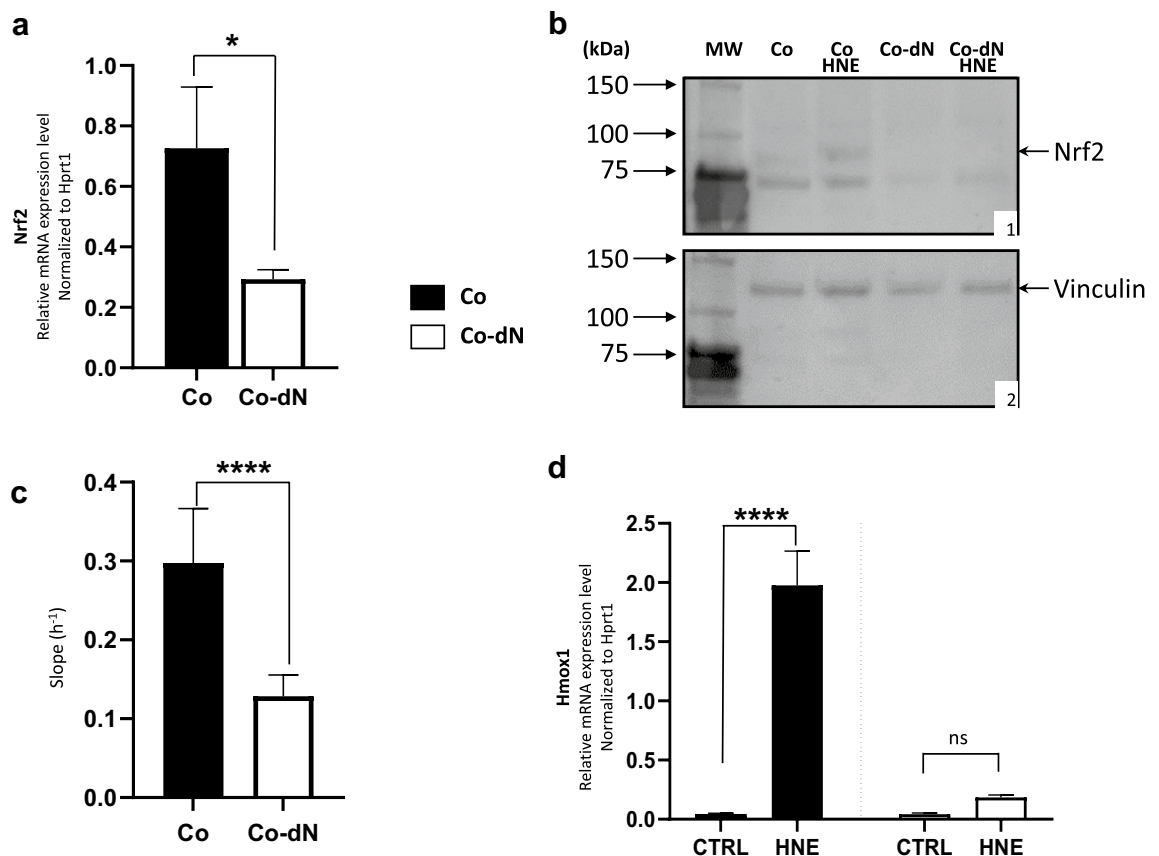 a
*
1.0
0.8
0.6
0.4
0.2
0.0
Nrf2
Relative mRNA expression level
Normalized to Hprt1
Co
Co-dN
Co
Co-dN
b
(kDa)
MW
Co
Co
HNE
Co-dN
Co-dN
HNE
150
100
75
Nrf2
1
150
100
75
Vinculin
2
c
****
0.4
0.3
0.2
0.1
0.0
Slope (h-1)
Co
Co-dN
d
****
2.5
2.0
1.5
1.0
0.5
0.0
Hmox1
Relative mRNA expression level
Normalized to Hprt1
ns
CTRL
HNE
CTRL
HNE